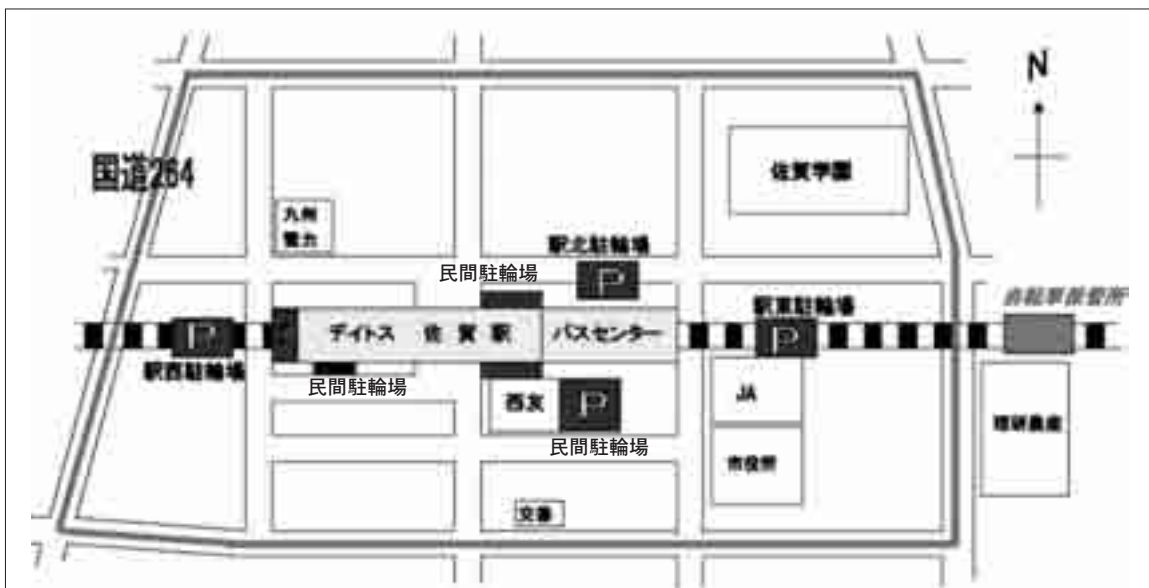 N
国道264
佐賀学園
九州
電力
駅北駐輪場
民間駐輪場
P
自転車保管所
駅東駐輪場
P
デイトス 佐賀駅 バスセンター
P
駅西駐輪場
民間駐輪場
西友
P
JA
理研農産
民間駐輪場
市役所
交番